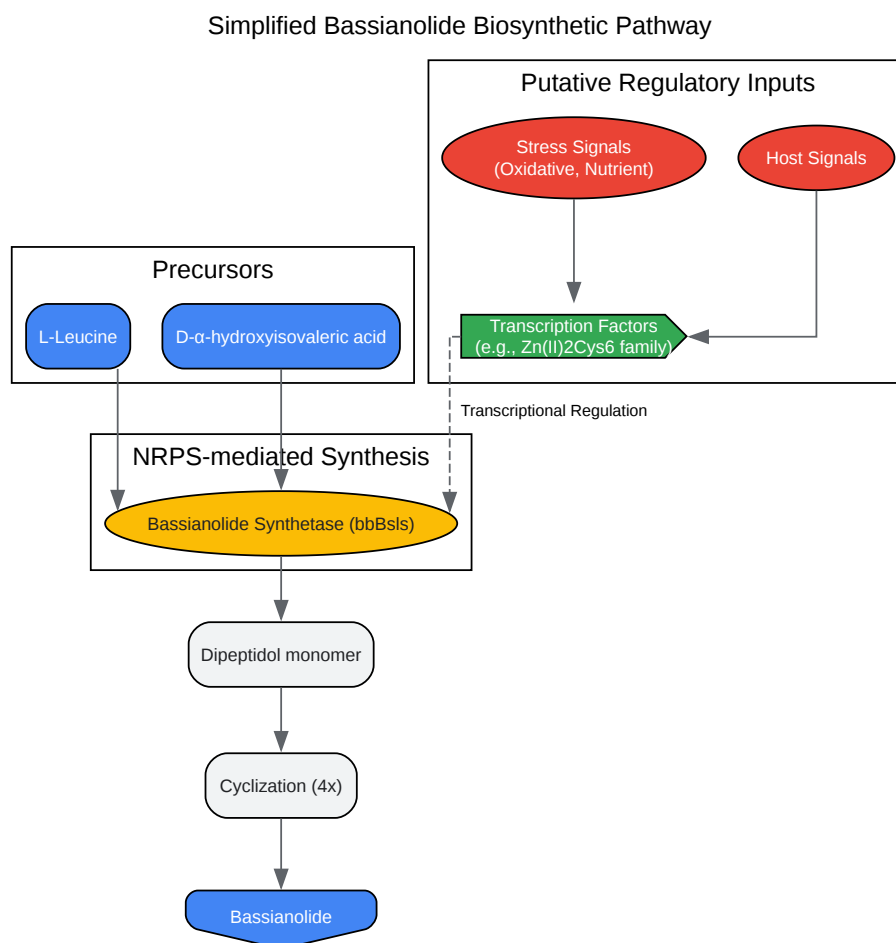 Simplified Bassianolide Biosynthetic Pathway
Putative Regulatory Inputs
Stress Signals
(Oxidative, Nutrient)
Host Signals
Precursors
L-Leucine
D-α-hydroxyisovaleric acid
Transcription Factors
(e.g., Zn(II)2Cys6 family)
Transcriptional Regulation
NRPS-mediated Synthesis
Bassianolide Synthetase (bbBsls)
Dipeptidol monomer
Cyclization (4x)
Bassianolide